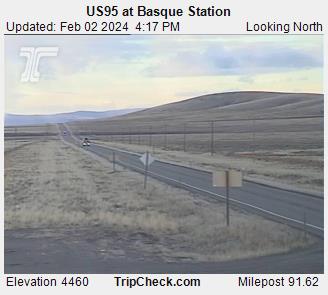 US95 at Basque Station
Updated: Feb 02 2024 4:17 PM Looking North
Elevation 4460 TripCheck.com Milepost 91.62